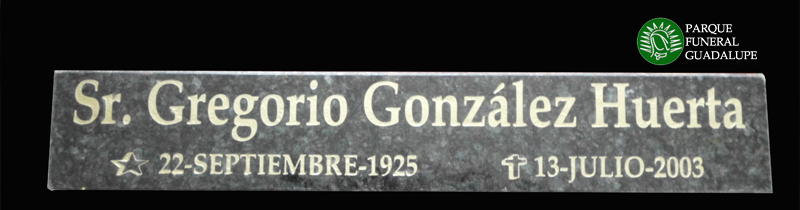 PARQUE
FUNERAL
GUADALUPE
Sr. Gregorio González Huerta
22-SEPTIEMBRE-1925 13-JULIO-2003